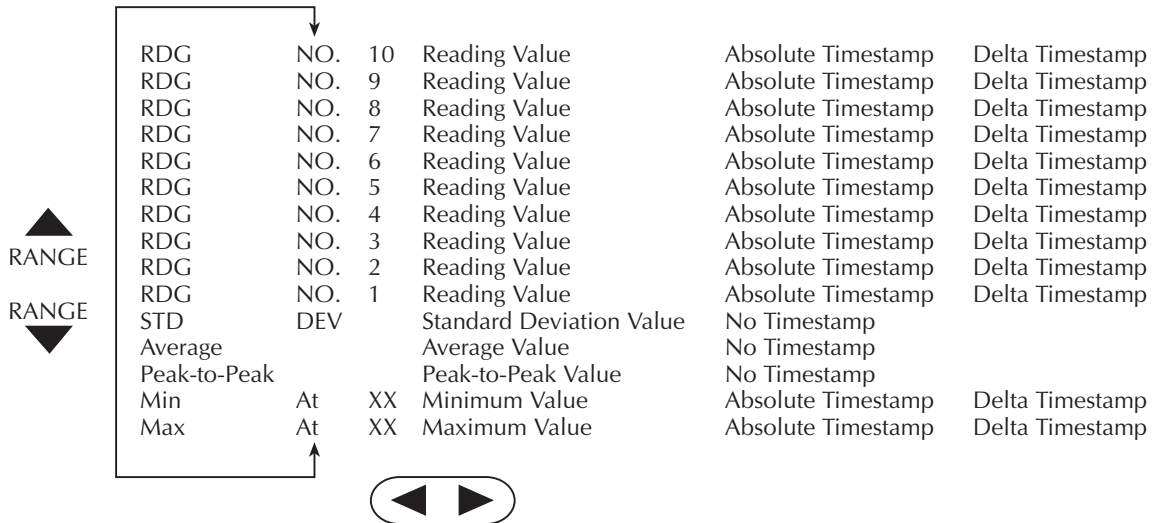 RDG NO. 10 Reading Value Absolute Timestamp Delta Timestamp
RDG NO. 9 Reading Value Absolute Timestamp Delta Timestamp
RDG NO. 8 Reading Value Absolute Timestamp Delta Timestamp
RDG NO. 7 Reading Value Absolute Timestamp Delta Timestamp
RDG NO. 6 Reading Value Absolute Timestamp Delta Timestamp
RDG NO. 5 Reading Value Absolute Timestamp Delta Timestamp
RDG NO. 4 Reading Value Absolute Timestamp Delta Timestamp
RANGE
RDG NO. 3 Reading Value Absolute Timestamp Delta Timestamp
RDG NO. 2 Reading Value Absolute Timestamp Delta Timestamp
RDG NO. 1 Reading Value Absolute Timestamp Delta Timestamp
RANGE
STD DEV Standard Deviation Value No Timestamp
Average Average Value No Timestamp
Peak-to-Peak Peak-to-Peak Value No Timestamp
Min At XX Minimum Value Absolute Timestamp Delta Timestamp
Max At XX Maximum Value Absolute Timestamp Delta Timestamp